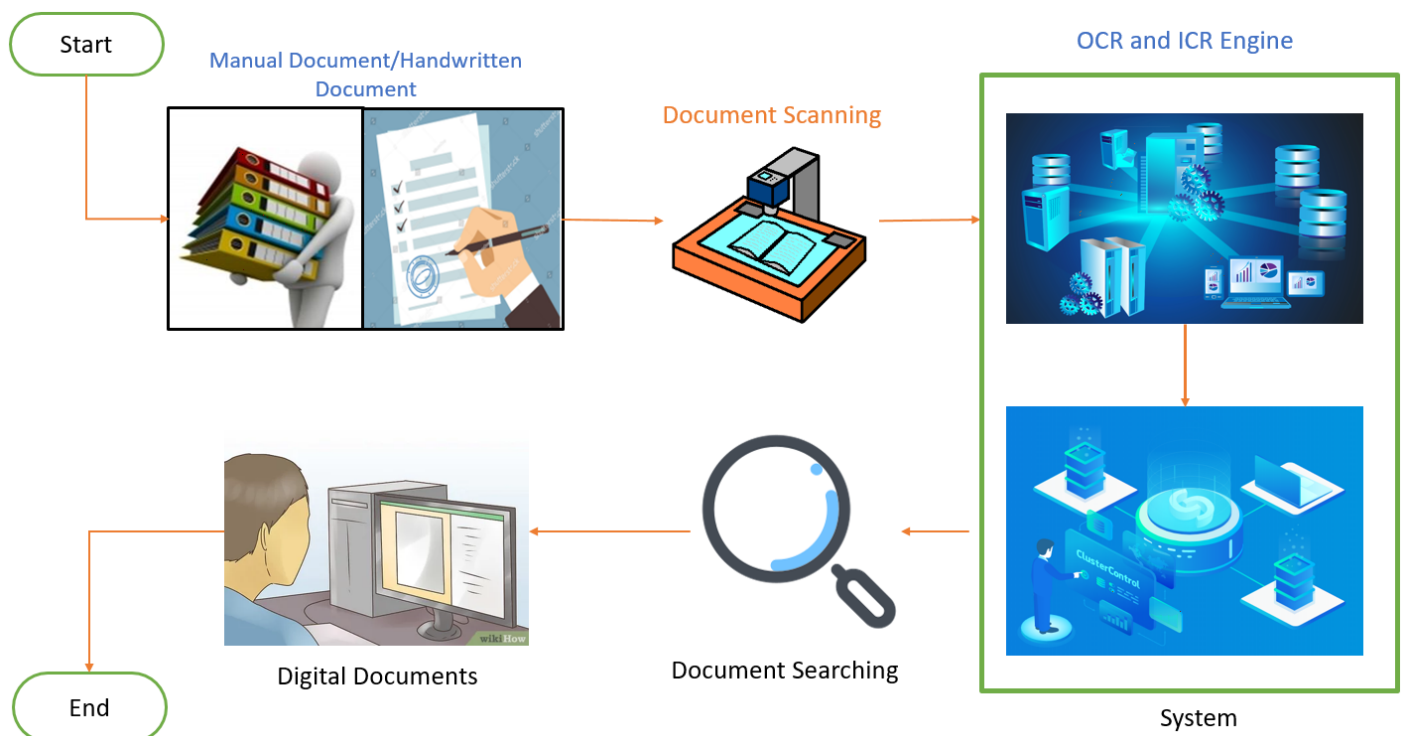 Start
Manual Document/Handwritten
Document
Document Scanning
OCR and ICR Engine
shutterstock
ClusterControl
System
Document Searching
wikiHow
Digital Documents
End